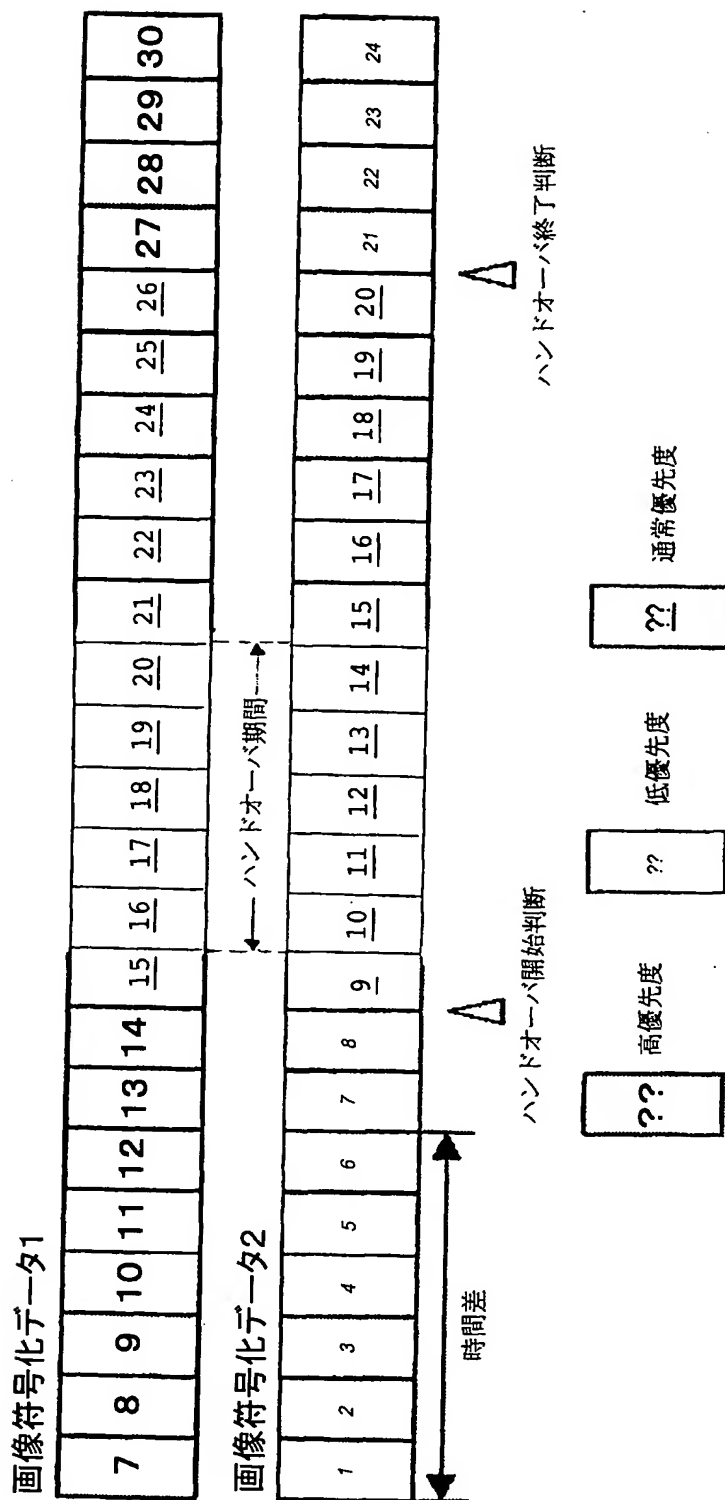 画像符号化データ1
7 8 9 10 11 12 13 14 15 16 17 18 19 20 21 22 23 24 25 26 27 28 29 30
ハンドオーバ期間
画像符号化データ2
1 2 3 4 5 6 7 8 9 10 11 12 13 14 15 16 17 18 19 20 21 22 23 24
時間差
ハンドオーバ開始判断
ハンドオーバ終了判断
?? 高優先度
?? 低優先度
?? 通常優先度